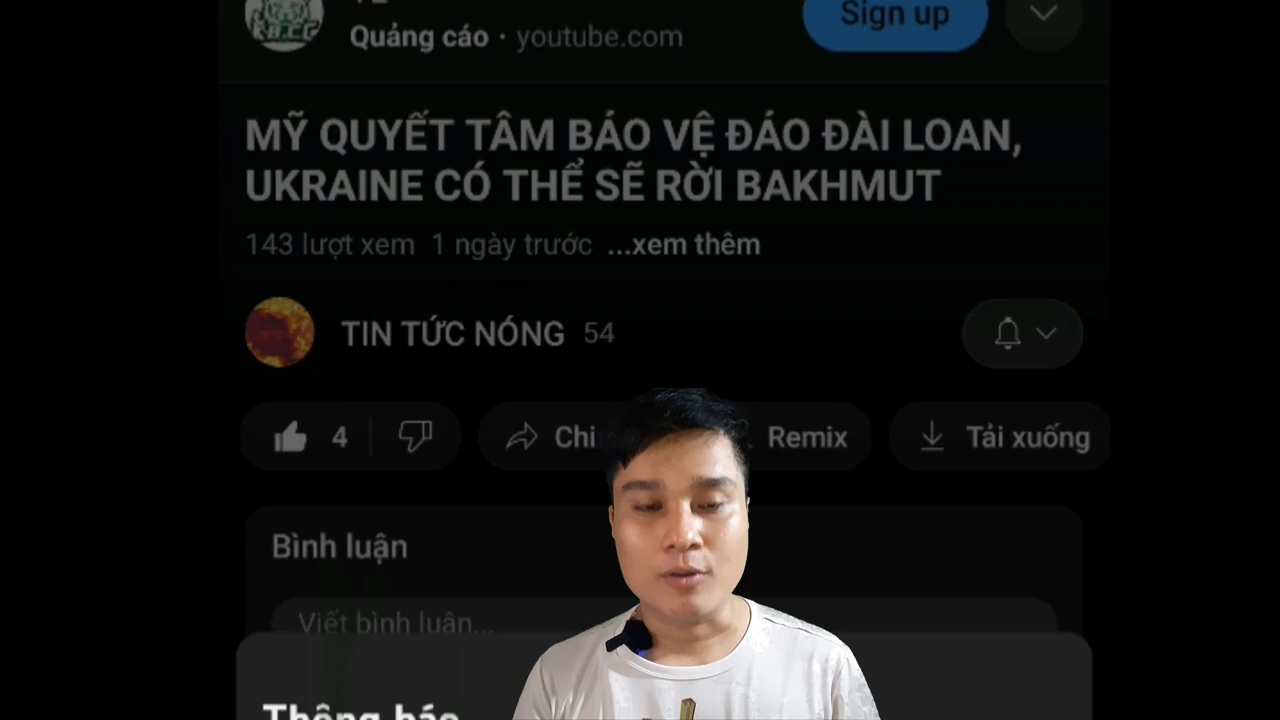 Sign up
Quảng cáo · youtube.com
MỸ QUYẾT TÂM BẢO VỆ ĐẢO ĐÀI LOAN,
UKRAINE CÓ THỂ SẼ RỜI BAKHMUT
143 lượt xem 1 ngày trước ...xem thêm
TIN TỨC NÓNG 54
4 Remix Tải xuống
Bình luận
Viết bình luận...
Thông báo